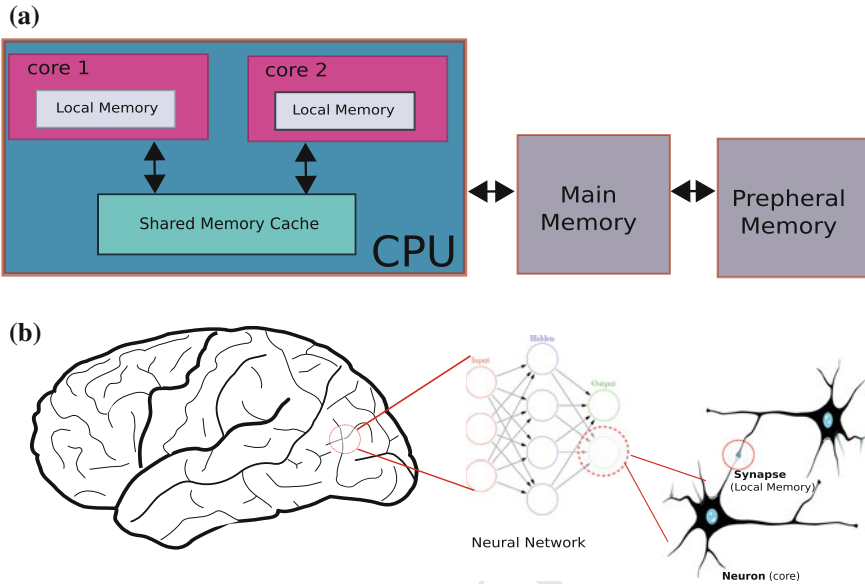 (a)
core 1
core 2
Local Memory
Local Memory
Shared Memory Cache
CPU
Main
Memory
Prepheral
Memory
(b)
Input
Hidden
Output
Neural Network
Synapse
(Local Memory)
Neuron (core)